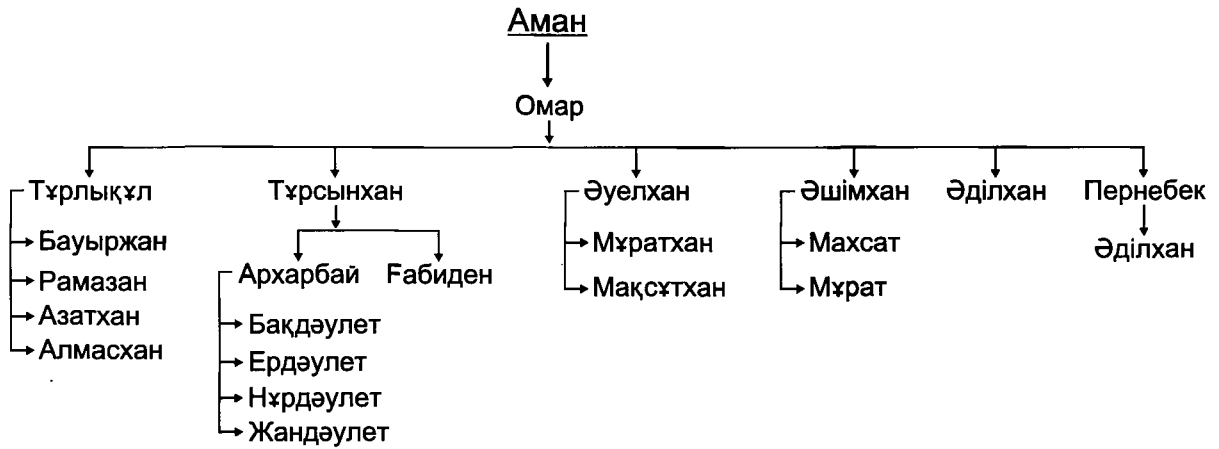 Аман
Омар
Тұрлықұл Тұрсынхан Әуелхан Әшімхан Әділхан Пернебек
Бауыржан Мұратхан Махсат Әділхан
Рамазан Архарбай Ғабиден Мақсұтхан Мұрат
Азатхан Бақдәулет
Алмасхан Ердәулет
Нұрдәулет
Жандәулет